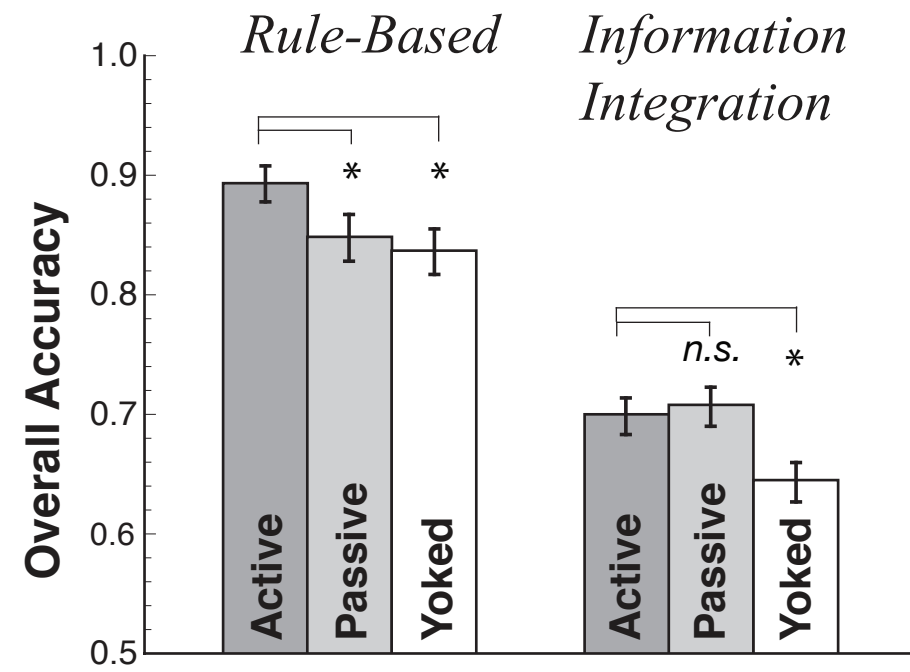 Rule-Based
Information
Integration
Overall Accuracy
1.0
0.9
0.8
0.7
0.6
0.5
* *
n.s. *
Active
Passive
Yoked
Active
Passive
Yoked